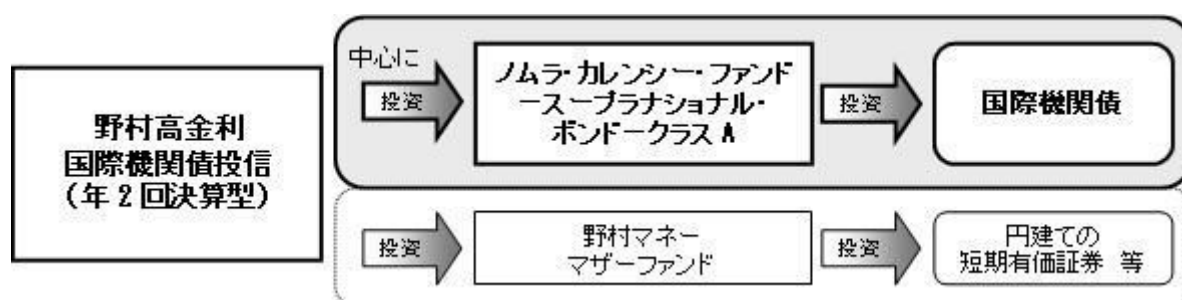 野村高金利
国際機関債投信
（年2回決算型）
中心に
投資
ノムラ・カレンシー・ファンド
ースープラナショナル・
ボンドークラスA
投資
国際機関債
投資
野村マネー
マザーファンド
投資
円建ての
短期有価証券 等